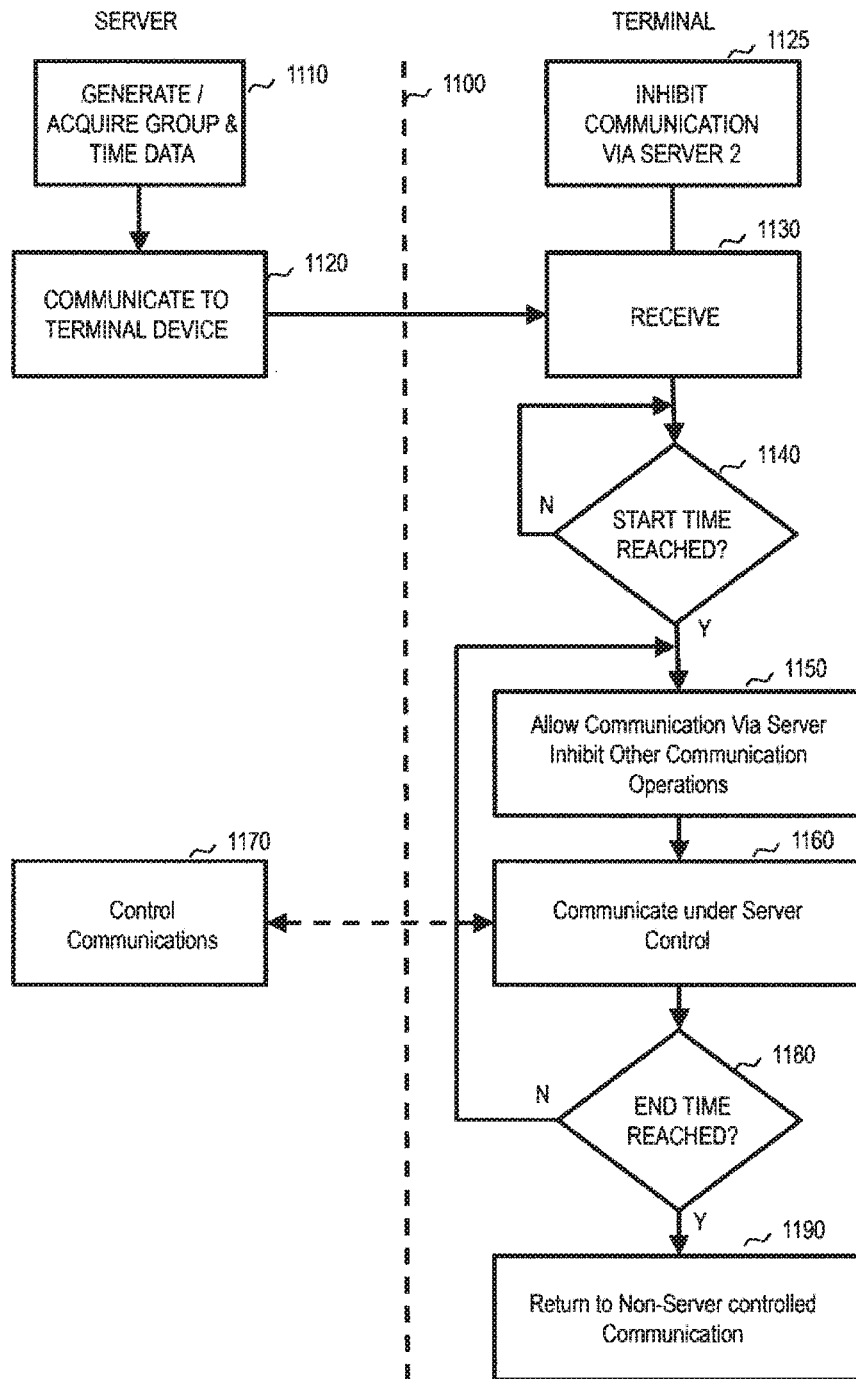 SERVER
TERMINAL
1110
GENERATE /
ACQUIRE GROUP &
TIME DATA
1100
1125
INHIBIT
COMMUNICATION
VIA SERVER 2
1120
COMMUNICATE TO
TERMINAL DEVICE
1130
RECEIVE
1140
N
START TIME
REACHED?
Y
1150
Allow Communication Via Server
Inhibit Other Communication
Operations
1170
Control
Communications
1160
Communicate under Server
Control
1180
N
END TIME
REACHED?
Y
1190
Return to Non-Server controlled
Communication